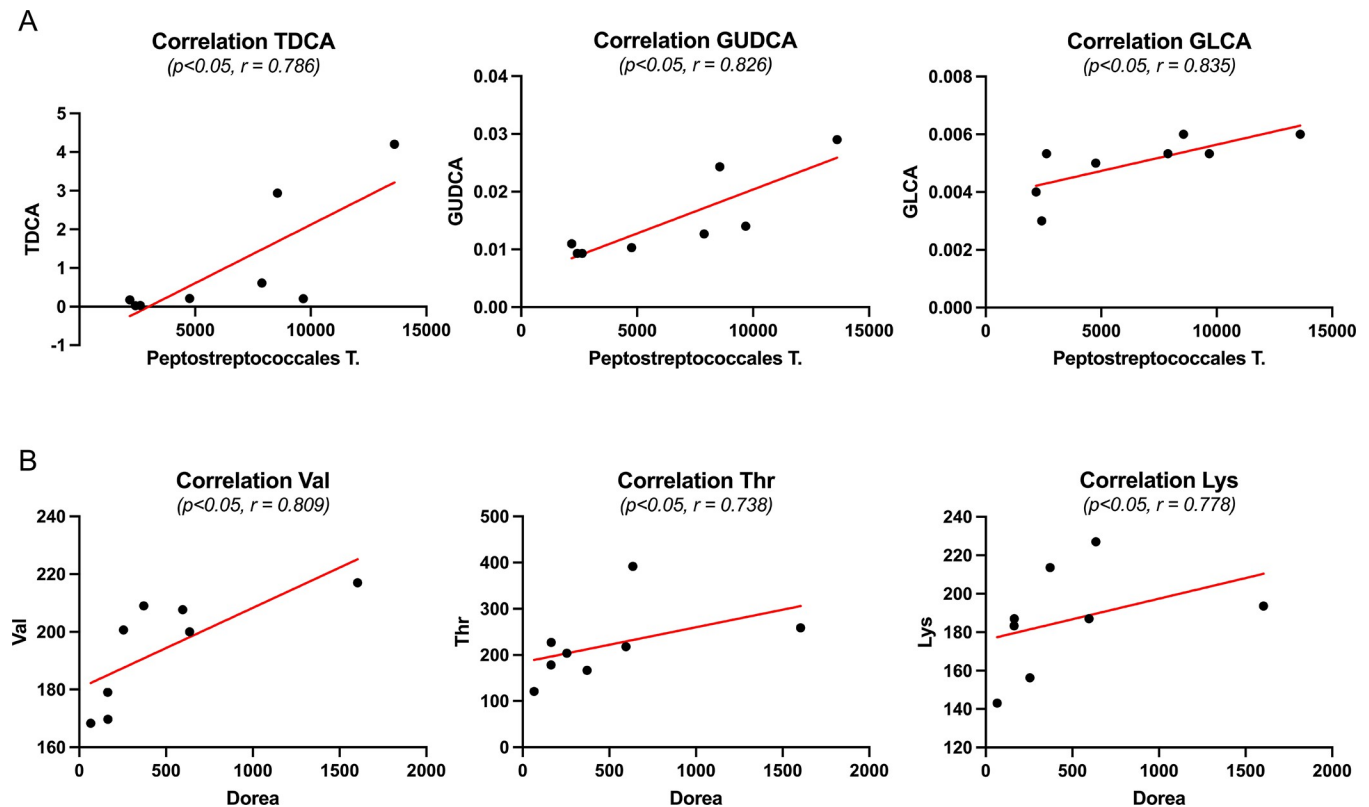 A
Correlation TDCA
(p<0.05, r = 0.786)
5
4
3
2
1
0
-1
TDCA
5000 10000 15000
Peptostreptococcales T.
Correlation GUDCA
(p<0.05, r = 0.826)
0.04
0.03
0.02
0.01
0.00
GUDCA
0 5000 10000 15000
Peptostreptococcales T.
Correlation GLCA
(p<0.05, r = 0.835)
0.008
0.006
0.004
0.002
0.000
GLCA
0 5000 10000 15000
Peptostreptococcales T.
B
Correlation Val
(p<0.05, r = 0.809)
240
220
200
180
160
Val
0 500 1000 1500 2000
Dorea
Correlation Thr
(p<0.05, r = 0.738)
500
400
300
200
100
0
Thr
0 500 1000 1500 2000
Dorea
Correlation Lys
(p<0.05, r = 0.778)
240
220
200
180
160
140
120
Lys
0 500 1000 1500 2000
Dorea